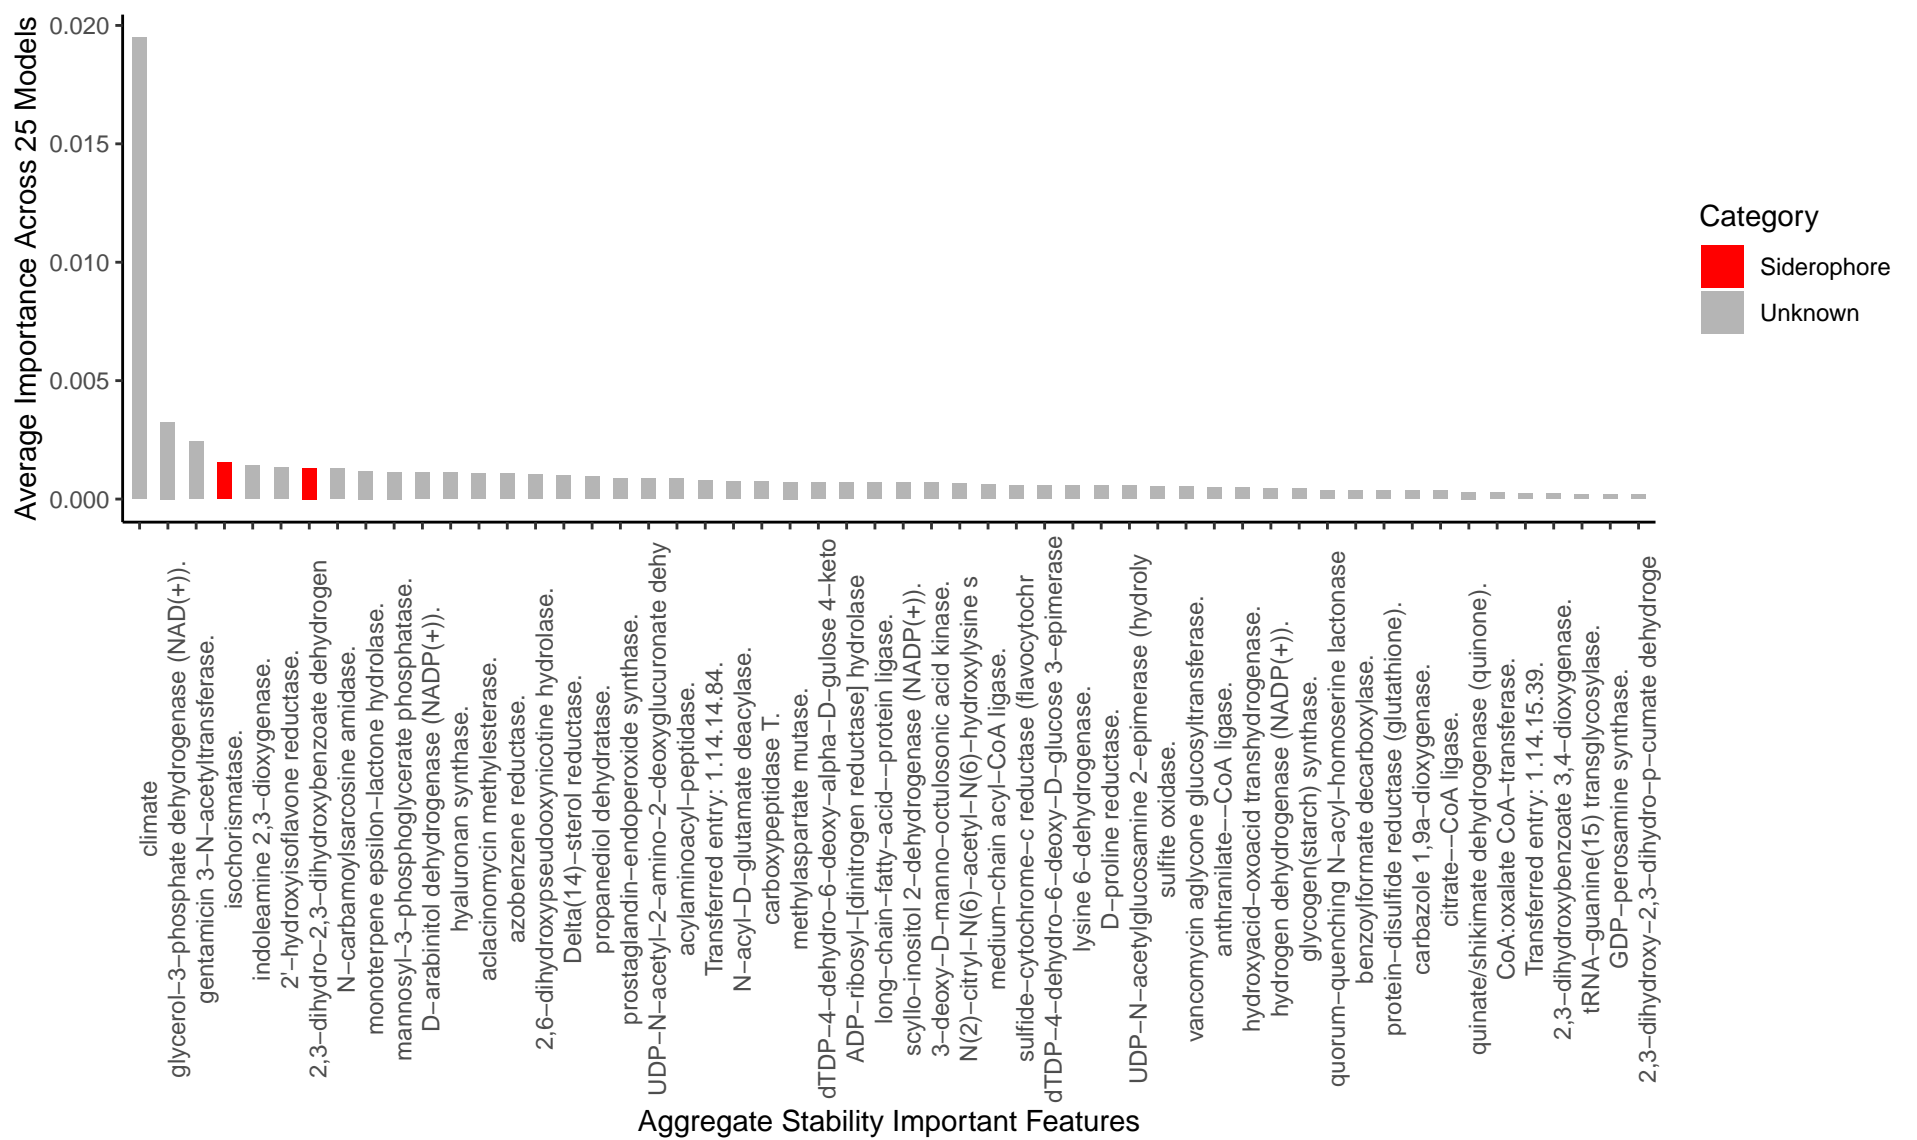 Average Importance Across 25 Models
0.020
0.015
0.010
0.005
0.000
climate
glycerol−3−phosphate dehydrogenase (NAD(+)).
gentamicin 3−N−acetyltransferase.
isochorismatase.
indoleamine 2,3−dioxygenase.
2'−hydroxyisoflavone reductase.
2,3−dihydro−2,3−dihydroxybenzoate dehydrogen
N−carbamoylsarcosine amidase.
monoterpene epsilon−lactone hydrolase.
mannosyl−3−phosphoglycerate phosphatase.
D−arabinitol dehydrogenase (NADP(+)).
hyaluronan synthase.
aclacinomycin methylesterase.
azobenzene reductase.
2,6−dihydroxypseudooxynicotine hydrolase.
Delta(14)−sterol reductase.
propanediol dehydratase.
prostaglandin−endoperoxide synthase.
UDP−N−acetyl−2−amino−2−deoxyglucuronate dehy
acylaminoacyl−peptidase.
Transferred entry: 1.14.14.84.
N−acyl−D−glutamate deacylase.
carboxypeptidase T.
methylaspartate mutase.
dTDP−4−dehydro−6−deoxy−alpha−D−gulose 4−keto
ADP−ribosyl−[dinitrogen reductase] hydrolase
long−chain−fatty−acid−−protein ligase.
scyllo−inositol 2−dehydrogenase (NADP(+)).
3−deoxy−D−manno−octulosonic acid kinase.
N(2)−citryl−N(6)−acetyl−N(6)−hydroxylysine s
medium−chain acyl−CoA ligase.
sulfide−cytochrome−c reductase (flavocytochr
dTDP−4−dehydro−6−deoxy−D−glucose 3−epimerase
lysine 6−dehydrogenase.
D−proline reductase.
UDP−N−acetylglucosamine 2−epimerase (hydroly
sulfite oxidase.
vancomycin aglycone glucosyltransferase.
anthranilate−−CoA ligase.
hydroxyacid−oxoacid transhydrogenase.
hydrogen dehydrogenase (NADP(+)).
glycogen(starch) synthase.
quorum−quenching N−acyl−homoserine lactonase
benzoylformate decarboxylase.
protein−disulfide reductase (glutathione).
carbazole 1,9a−dioxygenase.
citrate−−CoA ligase.
quinate/shikimate dehydrogenase (quinone).
CoA:oxalate CoA−transferase.
Transferred entry: 1.14.15.39.
2,3−dihydroxybenzoate 3,4−dioxygenase.
tRNA−guanine(15) transglycosylase.
GDP−perosamine synthase.
2,3−dihydroxy−2,3−dihydro−p−cumate dehydroge
Aggregate Stability Important Features
Category
Siderophore
Unknown